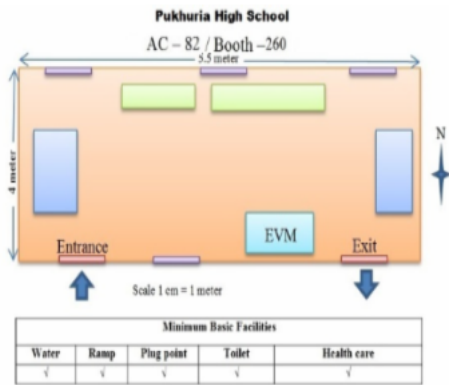 Pukhuria High School
AC – 82 / Booth –260
5.5 meter
4 meter
N
EVM
Entrance
Exit
Scale 1 cm = 1 meter
Minimum Basic Facilities
Water Ramp Plug point Toilet Health care
√ √ √ √ √